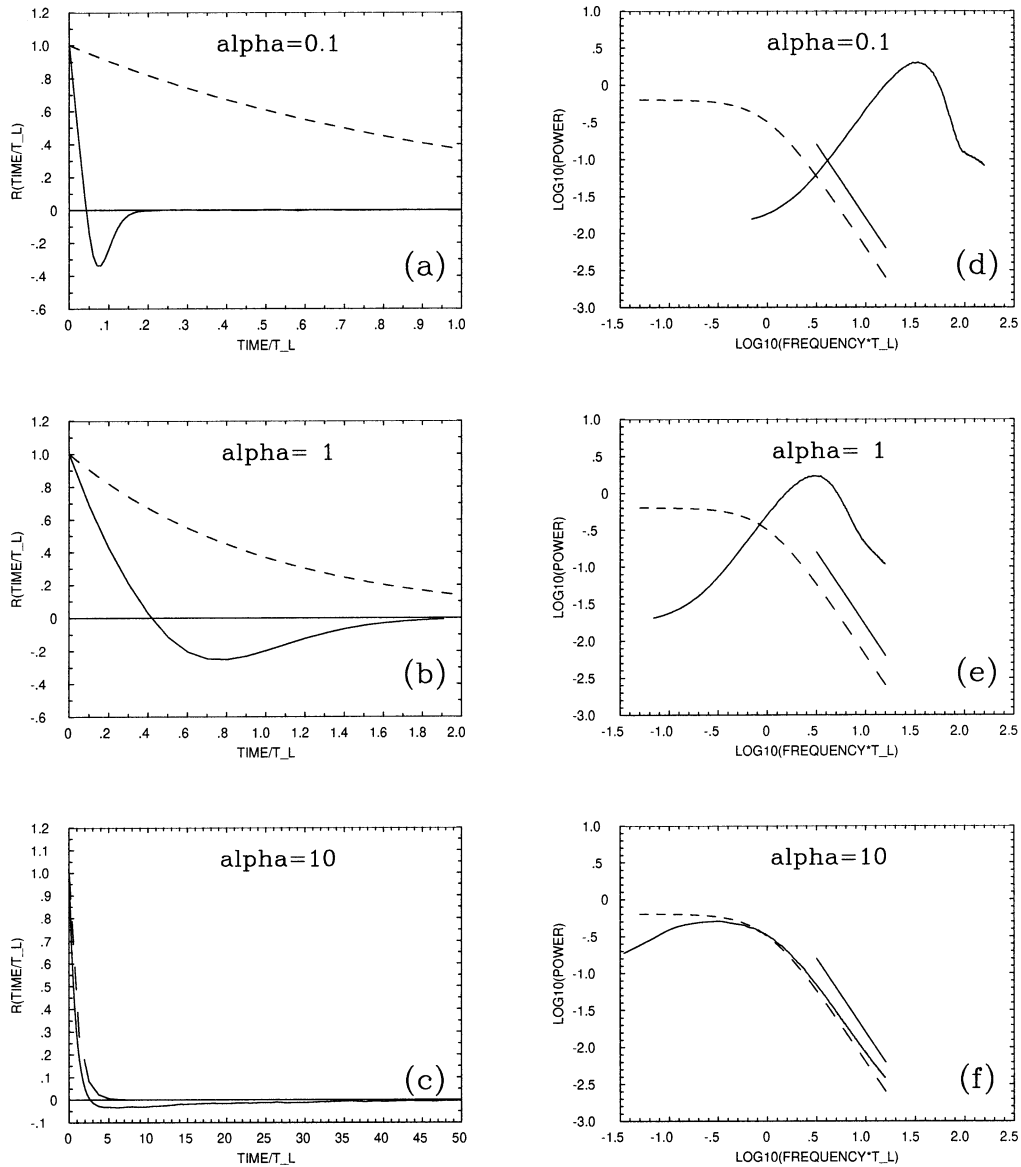 alpha=0.1
1.2
1.0
.8
.6
.4
.2
0
-.2
-.4
-.6
R(TIME/T_L)
(a)
0 .1 .2 .3 .4 .5 .6 .7 .8 .9 1.0
TIME/T_L
alpha=0.1
1.0
.5
0
-.5
-1.0
-1.5
-2.0
-2.5
-3.0
LOG10(POWER)
(d)
-1.5 -1.0 -.5 0 .5 1.0 1.5 2.0 2.5
LOG10(FREQUENCY*T_L)
alpha= 1
1.2
1.0
.8
.6
.4
.2
0
-.2
-.4
-.6
R(TIME/T_L)
(b)
0 .2 .4 .6 .8 1.0 1.2 1.4 1.6 1.8 2.0
TIME/T_L
alpha= 1
1.0
.5
0
-.5
-1.0
-1.5
-2.0
-2.5
-3.0
LOG10(POWER)
(e)
-1.5 -1.0 -.5 0 .5 1.0 1.5 2.0 2.5
LOG10(FREQUENCY*T_L)
alpha=10
1.2
1.1
1.0
.9
.8
.7
.6
.5
.4
.3
.2
.1
0
-.1
R(TIME/T_L)
(c)
0 5 10 15 20 25 30 35 40 45 50
TIME/T_L
alpha=10
1.0
.5
0
-.5
-1.0
-1.5
-2.0
-2.5
-3.0
LOG10(POWER)
(f)
-1.5 -1.0 -.5 0 .5 1.0 1.5 2.0 2.5
LOG10(FREQUENCY*T_L)